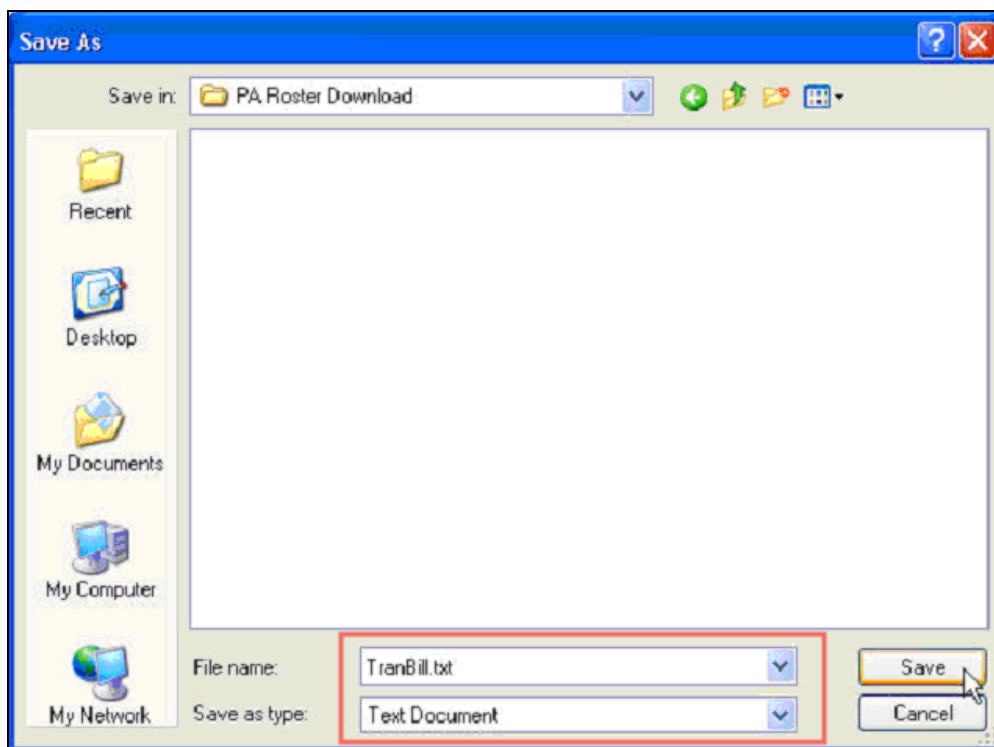 Save As
Save in: PA Roster Download
Recent
Desktop
My Documents
My Computer
My Network
File name: TranBill.txt Save
Save as type: Text Document Cancel